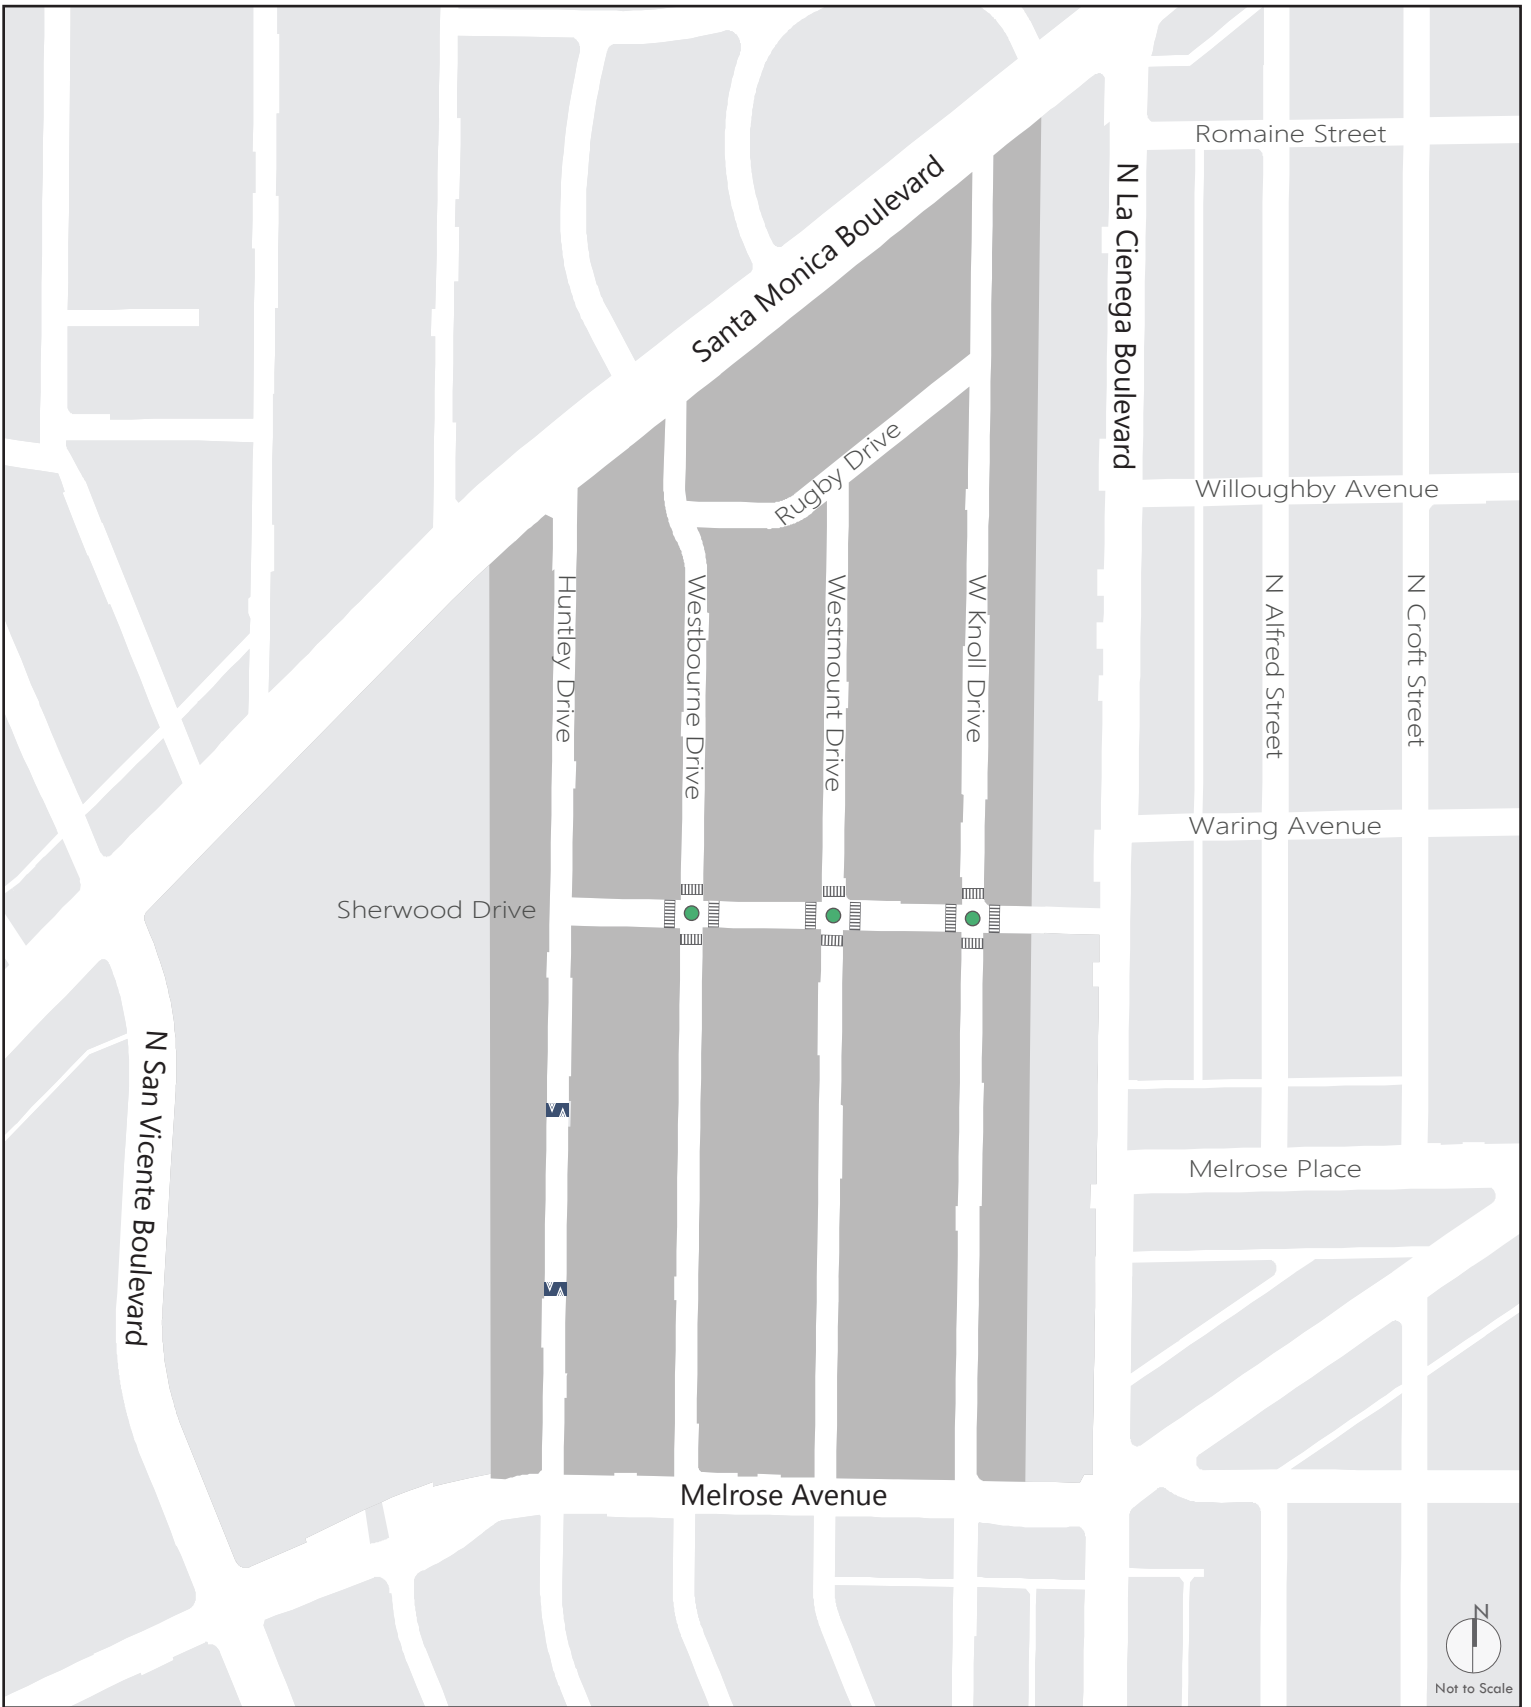 Romaine Street
Santa Monica Boulevard
N La Cienega Boulevard
Rugby Drive
Willoughby Avenue
Huntley Drive
Westbourne Drive
Westmount Drive
W Knoll Drive
N Alfred Street
N Croft Street
Waring Avenue
Sherwood Drive
N San Vicente Boulevard
Melrose Place
Melrose Avenue
N
Not to Scale